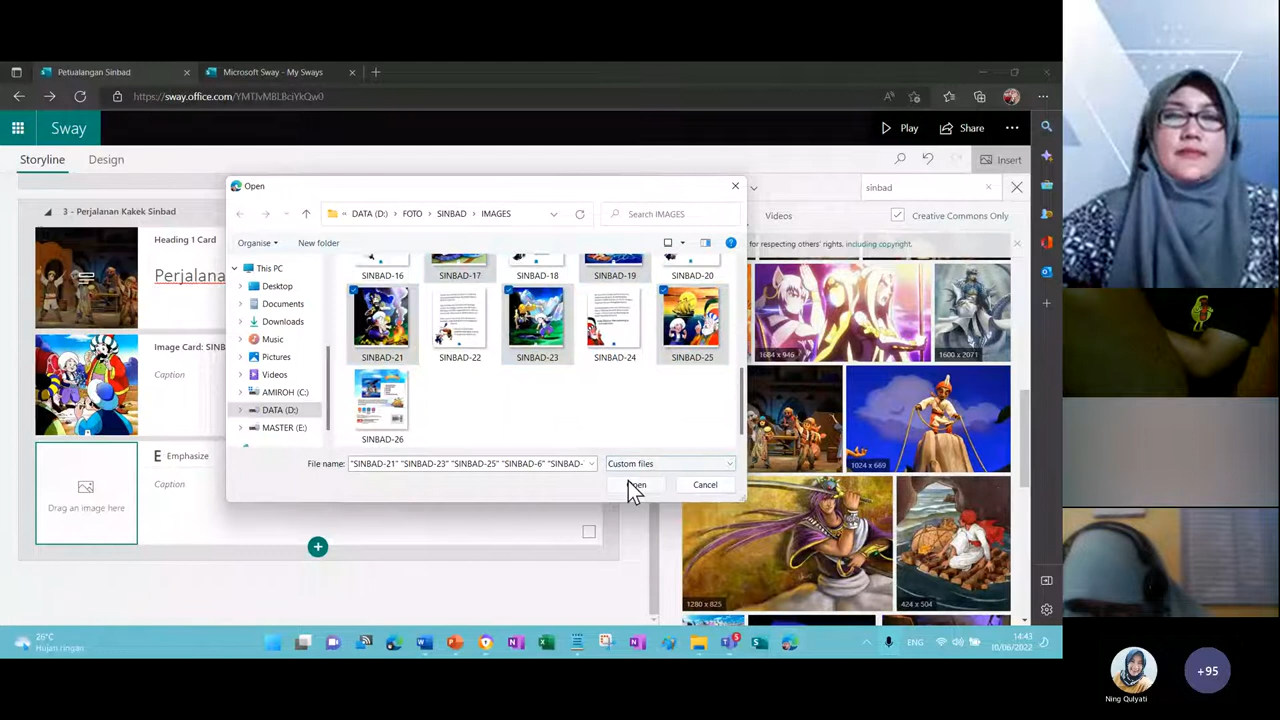 Petualangan Sinbad
Microsoft Sway - My Sways
https://sway.office.com/YMTJvMBLBciYkQw0
Sway
Play
Share
Storyline
Design
Insert
3 - Perjalanan Kakek Sinbad
Heading 1 Card
Perjalana
Image Card: SINB
Caption
Drag an image here
E Emphasize
Caption
Open
DATA (D:) > FOTO > SINBAD > IMAGES
Search IMAGES
Organise
New folder
This PC
Desktop
Documents
Downloads
Music
Pictures
Videos
AMIROH (C:)
DATA (D:)
MASTER (E:)
SINBAD-16
SINBAD-17
SINBAD-18
SINBAD-19
SINBAD-20
SINBAD-21
SINBAD-22
SINBAD-23
SINBAD-24
SINBAD-25
SINBAD-26
File name:
"SINBAD-21" "SINBAD-23" "SINBAD-25" "SINBAD-6" "SINBAD-
Custom files
Cancel
sinbad
Videos
Creative Commons Only
for respecting others' rights. including copyright.
1684 x 946
1600 x 2071
1024 x 669
1280 x 825
424 x 504
26°C
Hujan ringan
ENG
14:43
10/06/2022
Ning Qulyati
+95